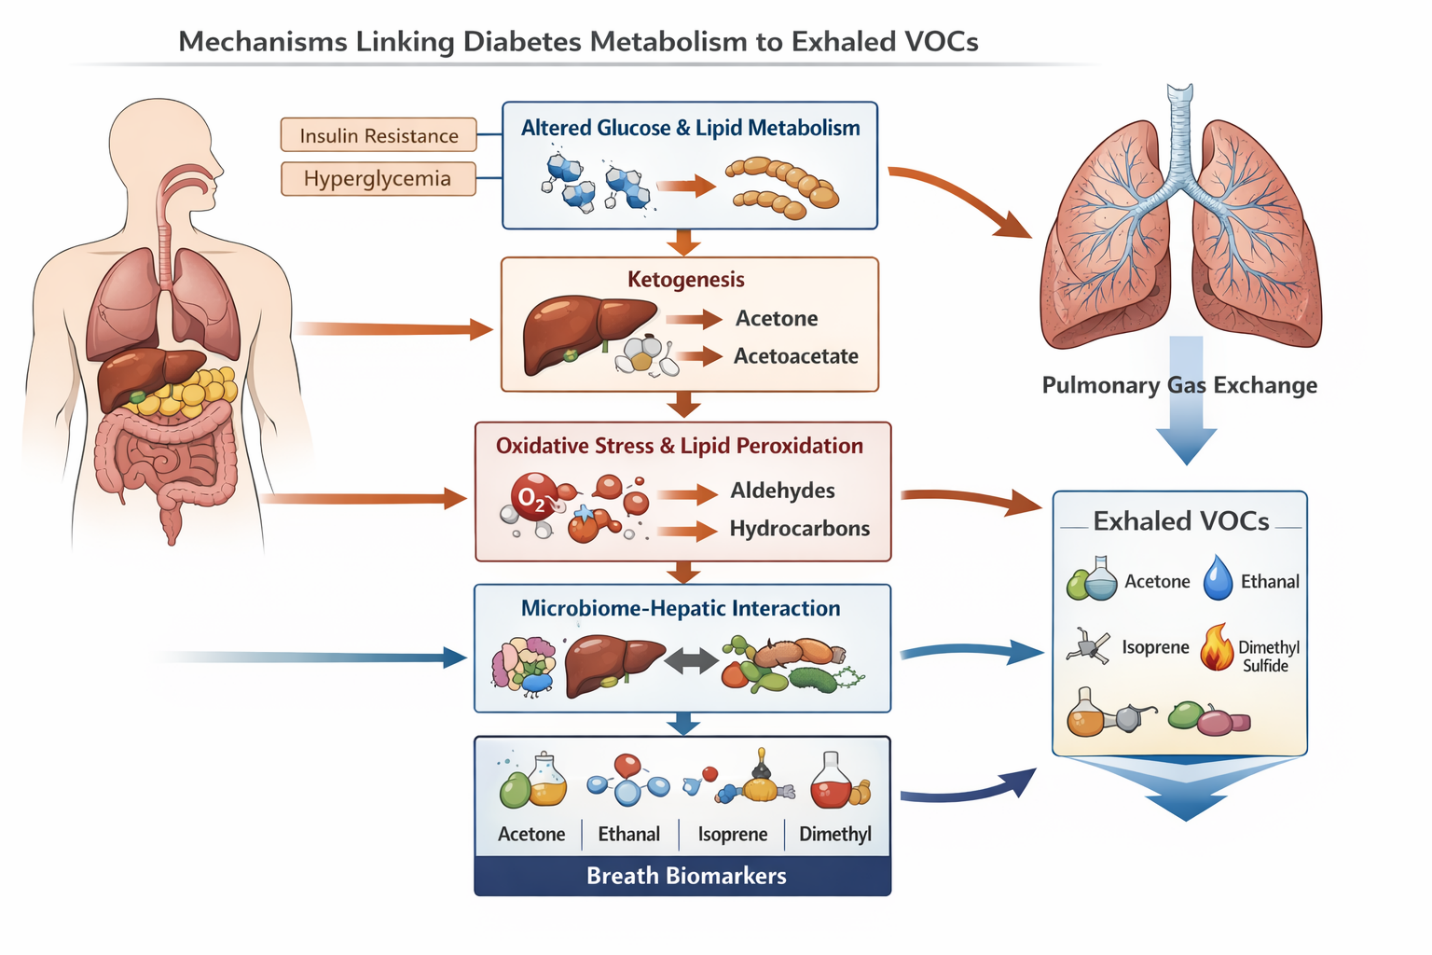 Mechanisms Linking Diabetes Metabolism to Exhaled VOCs
Insulin Resistance
Hyperglycemia
Altered Glucose & Lipid Metabolism
Ketogenesis
Acetone
Acetoacetate
Oxidative Stress & Lipid Peroxidation
O₂
Aldehydes
Hydrocarbons
Microbiome-Hepatic Interaction
Acetone
Ethanal
Isoprene
Dimethyl
Breath Biomarkers
Pulmonary Gas Exchange
Exhaled VOCs
Acetone
Ethanal
Isoprene
Dimethyl
Sulfide